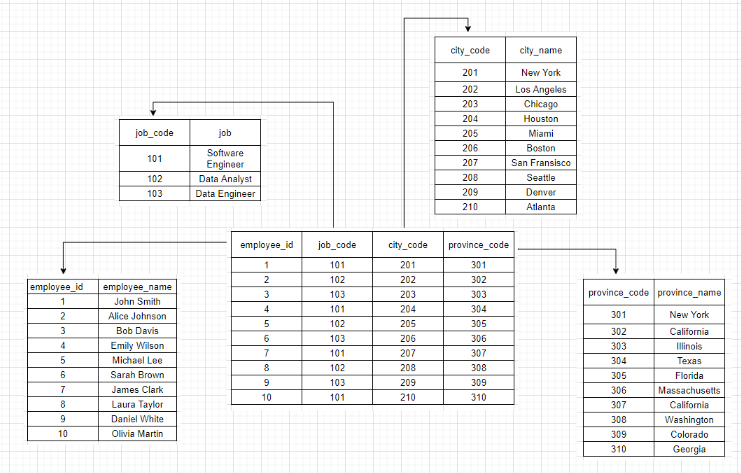 city_code city_name
201 New York
202 Los Angeles
203 Chicago
204 Houston
205 Miami
206 Boston
207 San Fransisco
208 Seattle
209 Denver
210 Atlanta
job_code job
101 Software
Engineer
102 Data Analyst
103 Data Engineer
employee_id job_code city_code province_code
1 101 201 301
2 102 202 302
3 103 203 303
4 101 204 304
5 102 205 305
6 103 206 306
7 101 207 307
8 102 208 308
9 103 209 309
10 101 210 310
employee_id employee_name
1 John Smith
2 Alice Johnson
3 Bob Davis
4 Emily Wilson
5 Michael Lee
6 Sarah Brown
7 James Clark
8 Laura Taylor
9 Daniel White
10 Olivia Martin
province_code province_name
301 New York
302 California
303 Illinois
304 Texas
305 Florida
306 Massachusetts
307 California
308 Washington
309 Colorado
310 Georgia